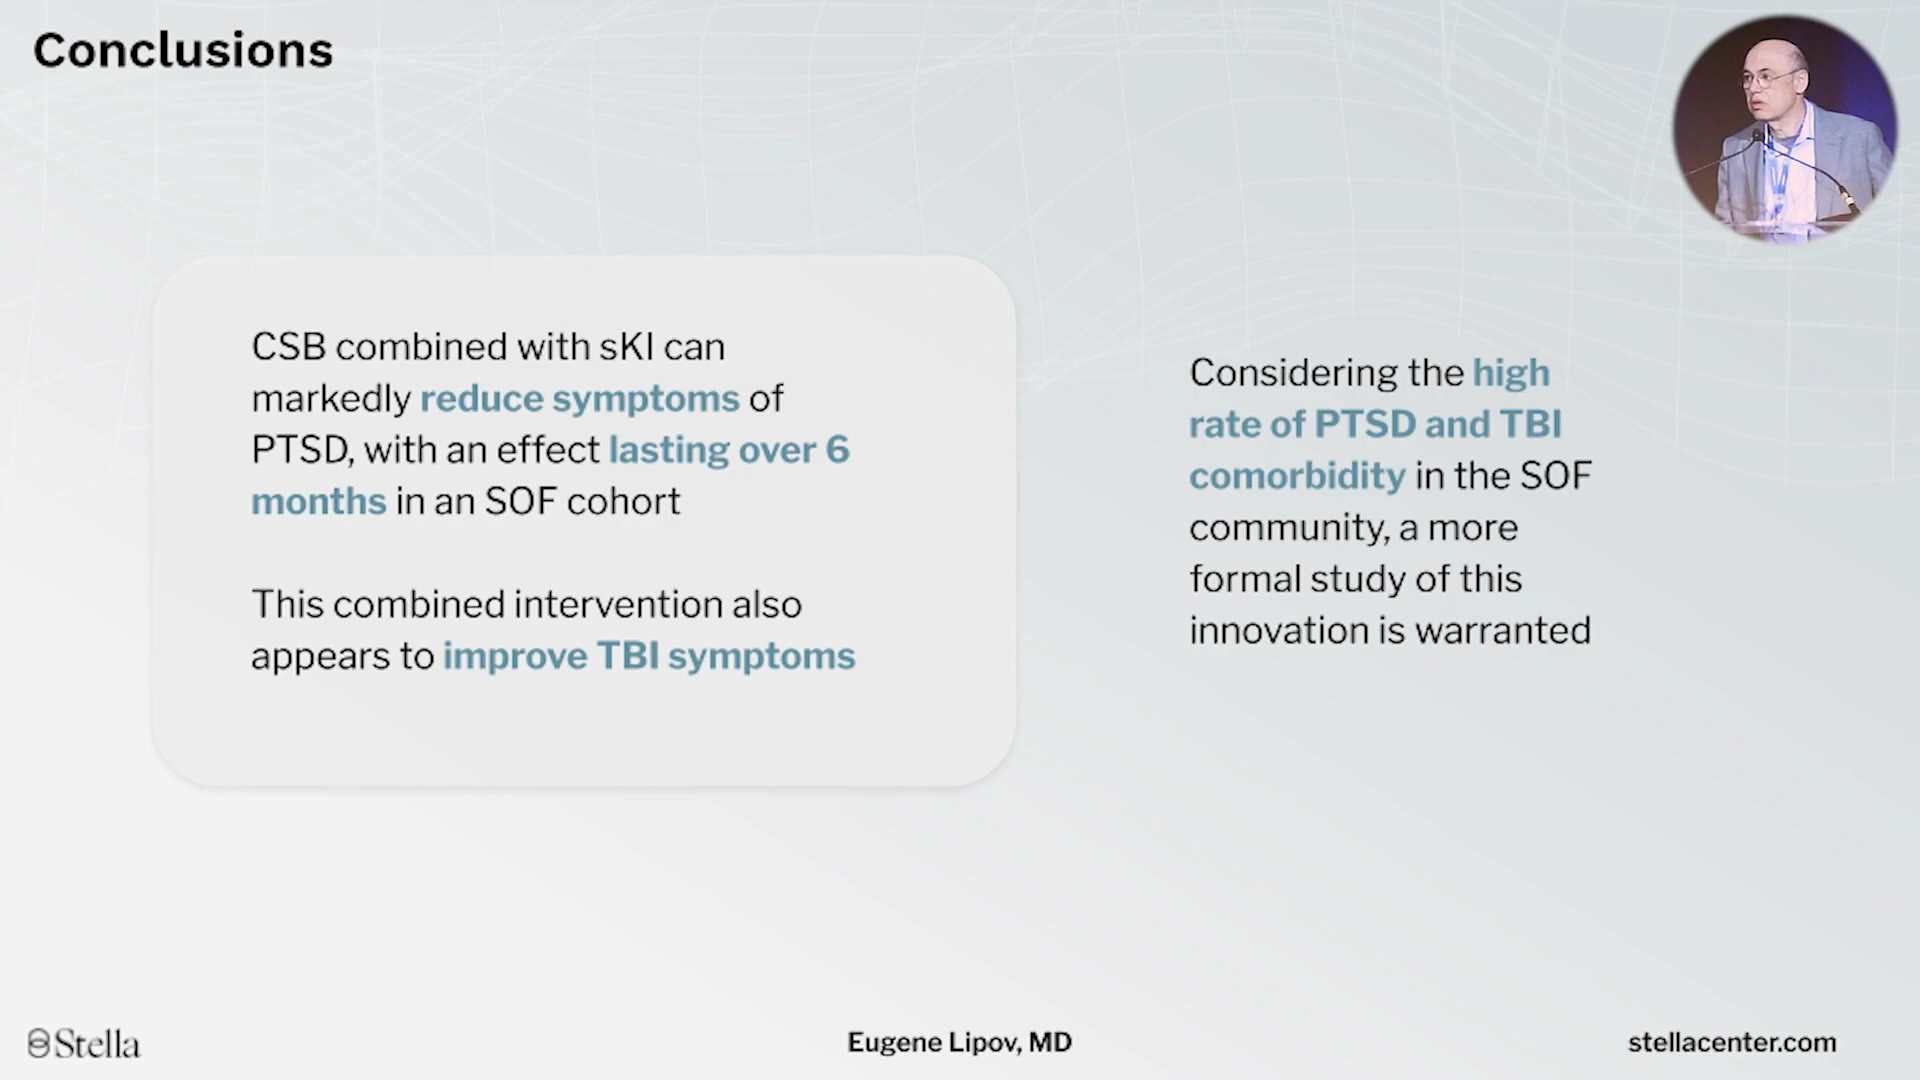 Conclusions
CSB combined with sKI can
markedly reduce symptoms of
PTSD, with an effect lasting over 6
months in an SOF cohort
This combined intervention also
appears to improve TBI symptoms
Considering the high
rate of PTSD and TBI
comorbidity in the SOF
community, a more
formal study of this
innovation is warranted
Stella
Eugene Lipov, MD
stellacenter.com